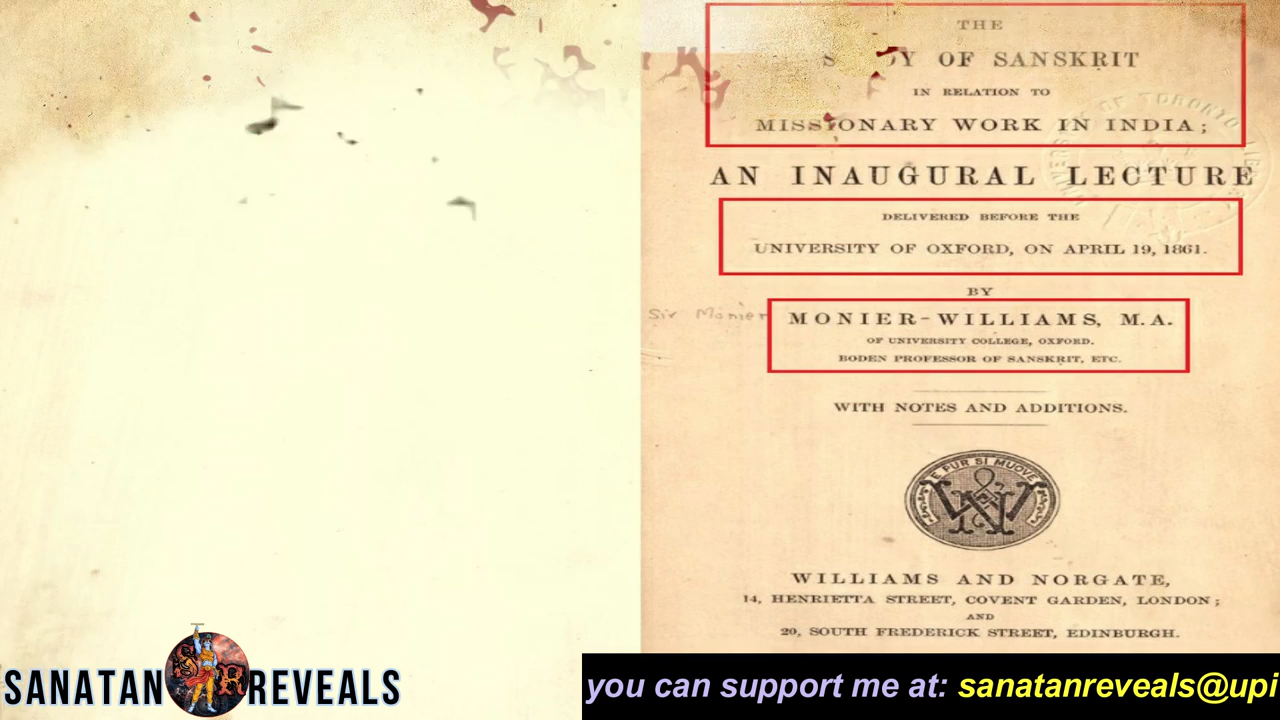 THE
OF SANSKRIT
IN RELATION TO
MISSIONARY WORK IN INDIA;
AN INAUGURAL LECTURE
DELIVERED BEFORE THE
UNIVERSITY OF OXFORD, ON APRIL 19, 1861.
BY
Sir Monier
MONIER-WILLIAMS, M.A.
OF UNIVERSITY COLLEGE, OXFORD.
BODEN PROFESSOR OF SANSKRIT, ETC.
WITH NOTES AND ADDITIONS.
E PUR SI MUOVE
WILLIAMS AND NORGATE,
14, HENRIETTA STREET, COVENT GARDEN, LONDON;
AND
20, SOUTH FREDERICK STREET, EDINBURGH.
SANATAN REVEALS
you can support me at: sanatanreveals@upi